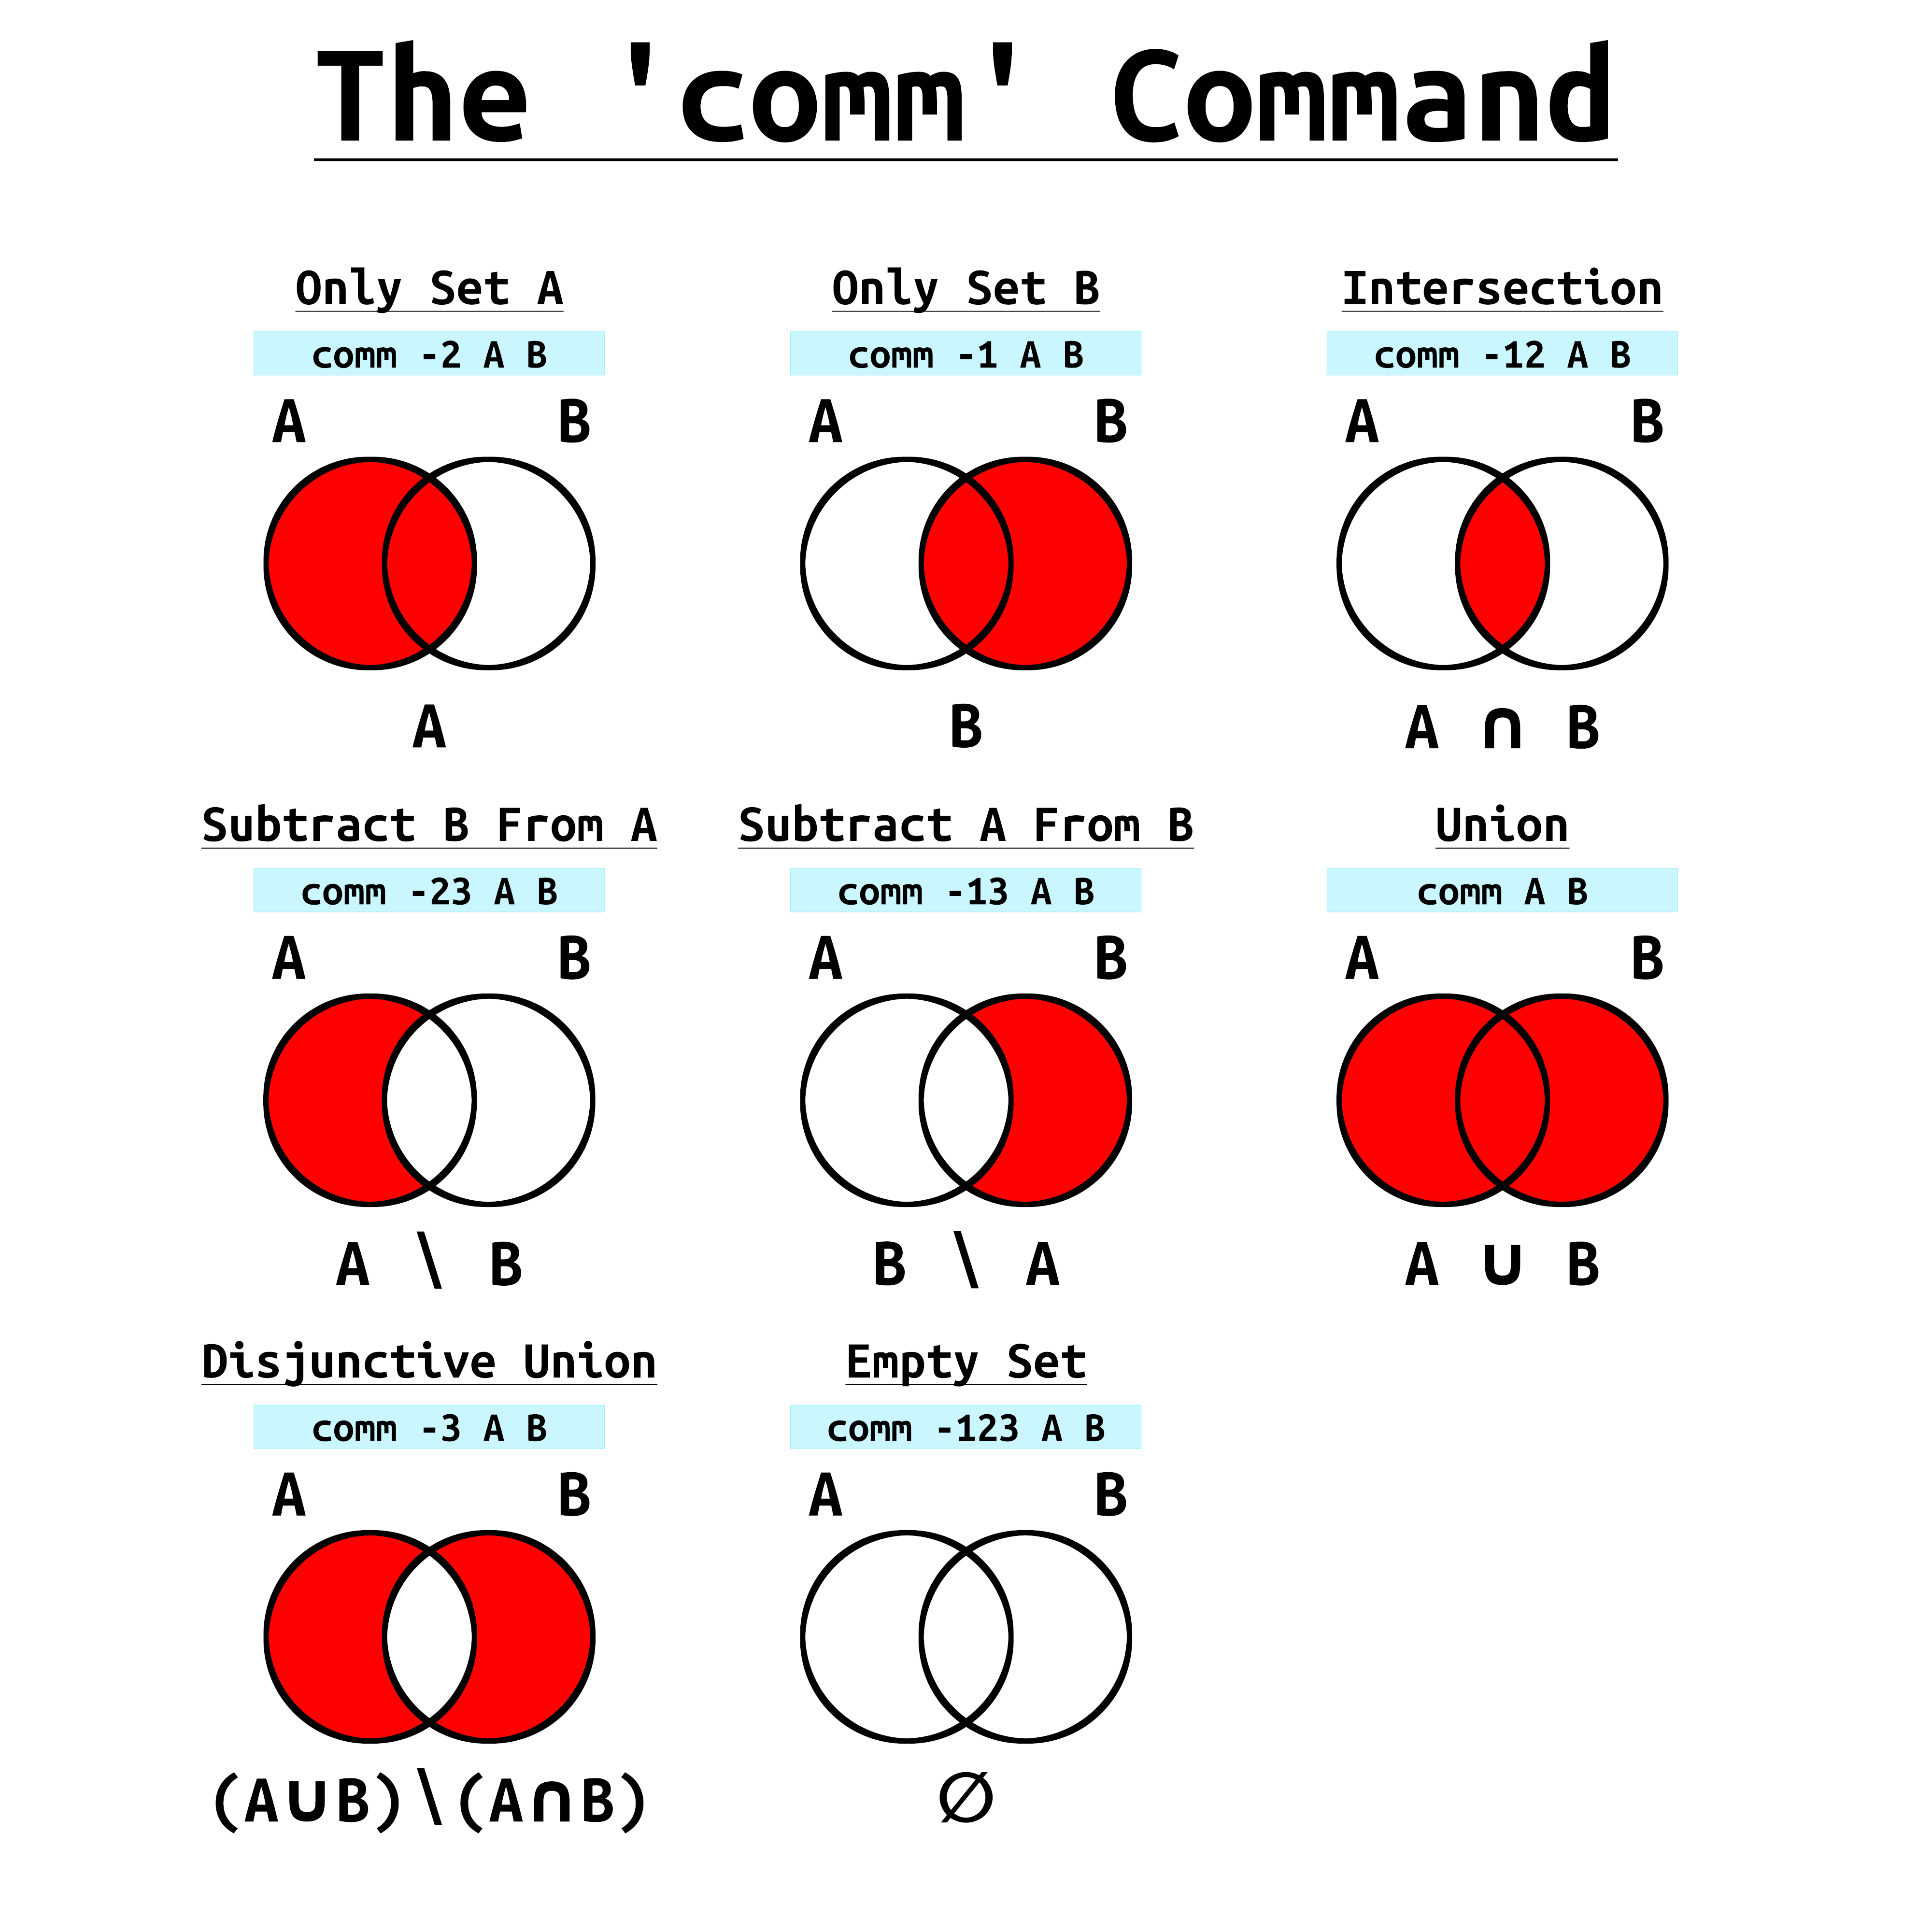 The 'comm' Command
Only Set A
comm -2 A B
A B
A
Only Set B
comm -1 A B
A B
B
Intersection
comm -12 A B
A B
A ∩ B
Subtract B From A
comm -23 A B
A B
A \ B
Subtract A From B
comm -13 A B
A B
B \ A
Union
comm A B
A B
A ∪ B
Disjunctive Union
comm -3 A B
A B
(A∪B)\(A∩B)
Empty Set
comm -123 A B
A B
∅